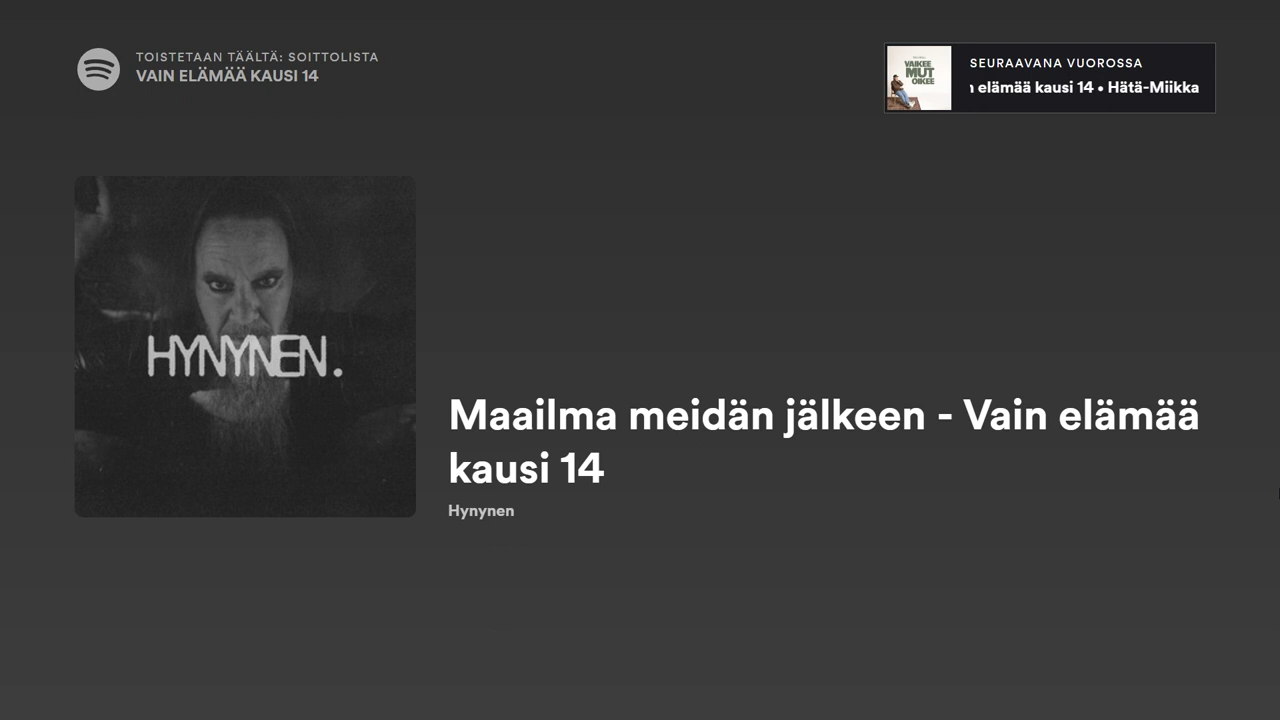 TOISTETAAN TÄÄLTÄ: SOITTOLISTA
VAIN ELÄMÄÄ KAUSI 14
VAIKEE
MUT
OIKEE
SEURAAVANA VUOROSSA
elämää kausi 14 • Hätä-Miikka
HYNYNEN.
Maailma meidän jälkeen - Vain elämää
kausi 14
Hynynen